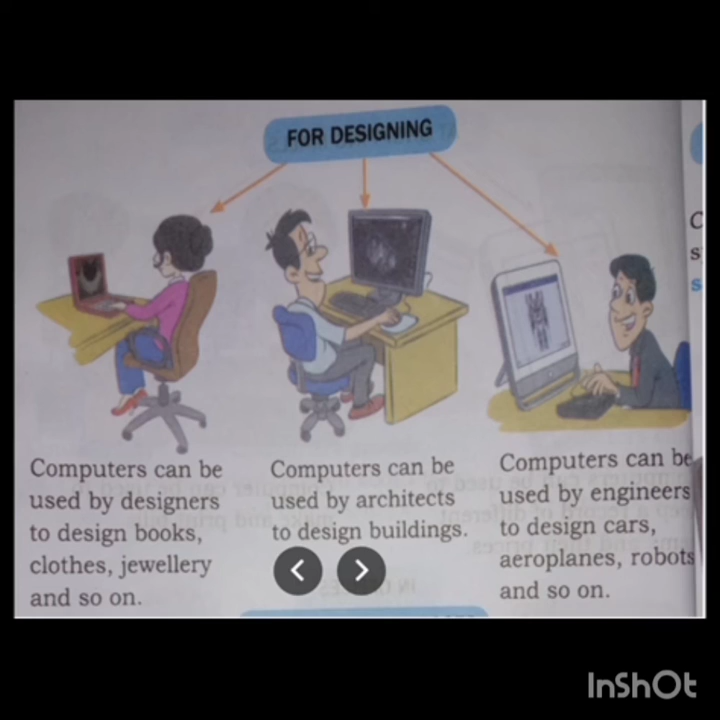 FOR DESIGNING
Computers can be
used by designers
to design books,
clothes, jewellery
and so on.
Computers can be
used by architects
to design buildings.
Computers can be
used by engineers
to design cars,
aeroplanes, robots
and so on.
InShOt